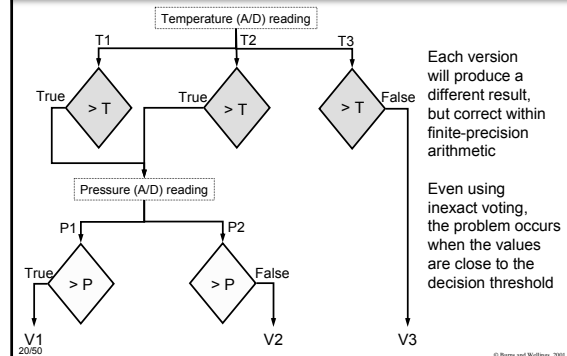 Temperature (A/D) reading
T1 T2 T3
True > T True > T > T False
Pressure (A/D) reading
P1 P2
True > P > P False
V1 V2 V3
Each version
will produce a
different result,
but correct within
finite-precision
arithmetic
Even using
inexact voting,
the problem occurs
when the values
are close to the
decision threshold
20/50
© Burns and Wellings, 2001